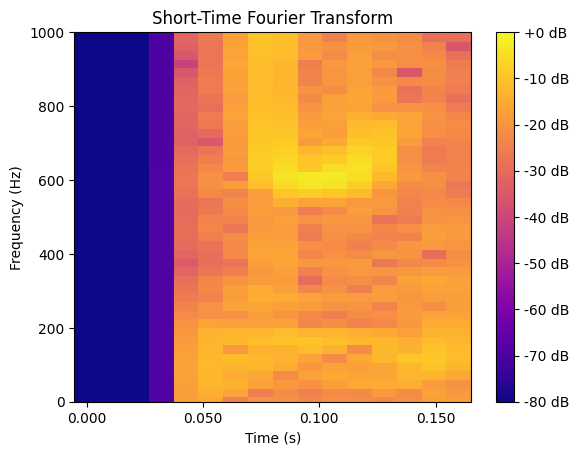 Short-Time Fourier Transform
Frequency (Hz)
1000
800
600
400
200
0
0.000
0.050
0.100
0.150
Time (s)
+0 dB
-10 dB
-20 dB
-30 dB
-40 dB
-50 dB
-60 dB
-70 dB
-80 dB